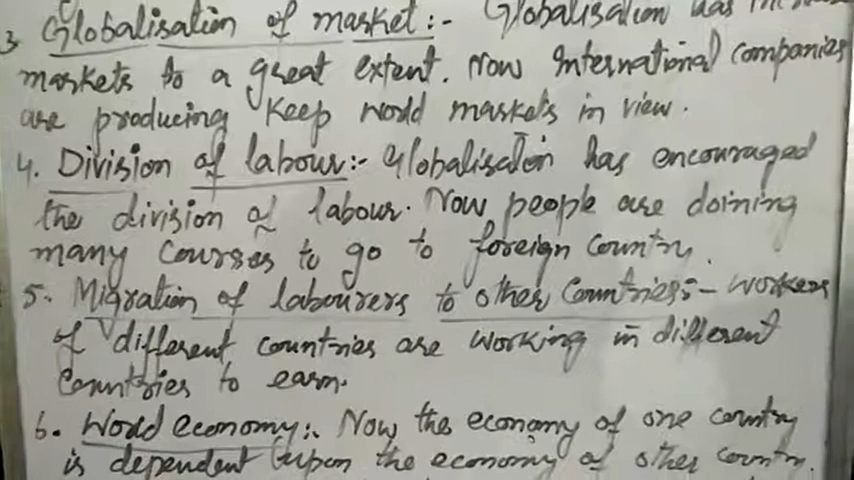 3 Globalisation of market:- Globalisation has
markets to a great extent. Now International Companies
are producing Keep world markets in view.
4. Division of labour:- Globalisation has encouraged
the division of labour. Now people are doining
many Courses to go to foreign Country.
5. Migration of labourers to other Countries:- workers
of different countries are working in different
Countries to earn.
6. World economy:. Now the economy of one country
is dependent upon the economy of other country.